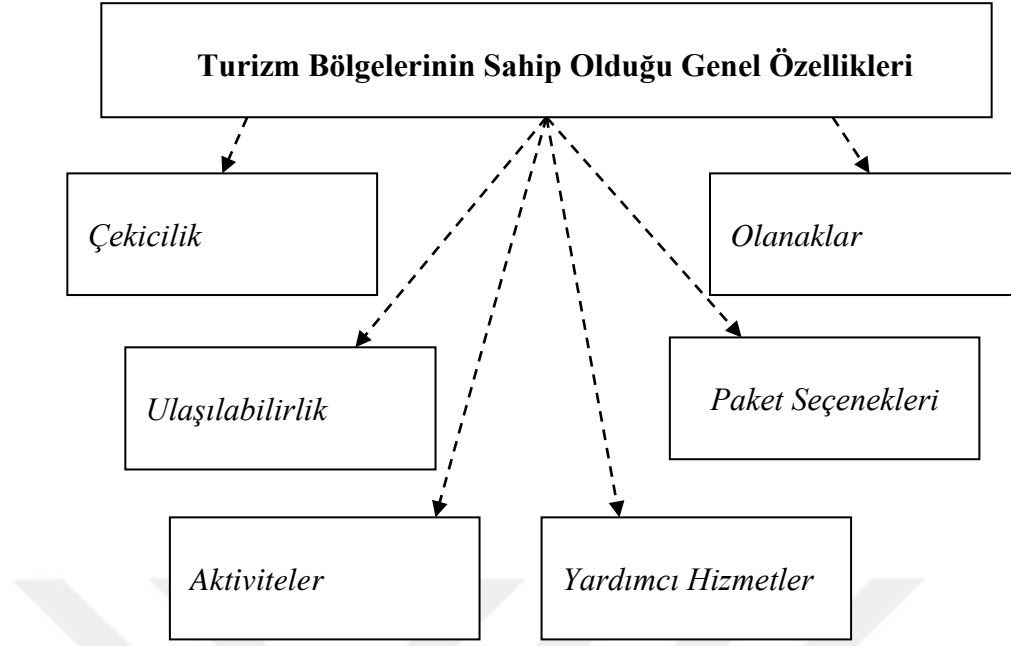 Turizm Bölgelerinin Sahip Olduğu Genel Özellikleri
Çekicilik
Olanaklar
Ulaşılabilirlik
Paket Seçenekleri
Aktiviteler
Yardımcı Hizmetler